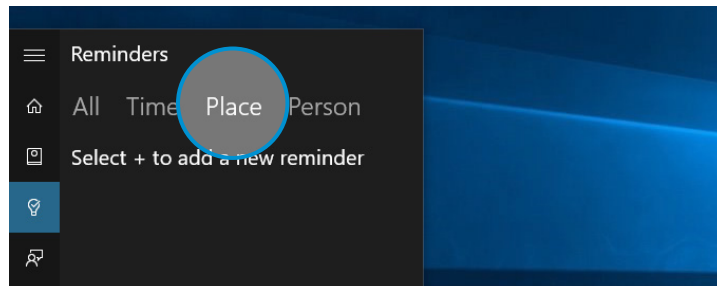 Reminders
All Time Place Person
Select + to add a new reminder